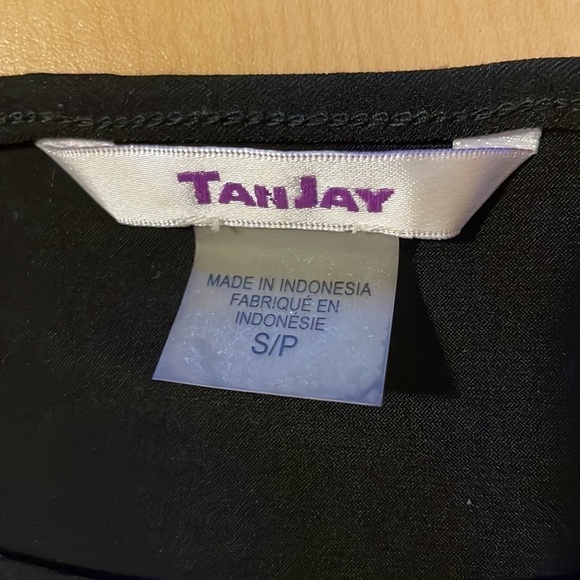 TANJAY
MADE IN INDONESIA
FABRIQUÉ EN
INDONÉSIE
S/P